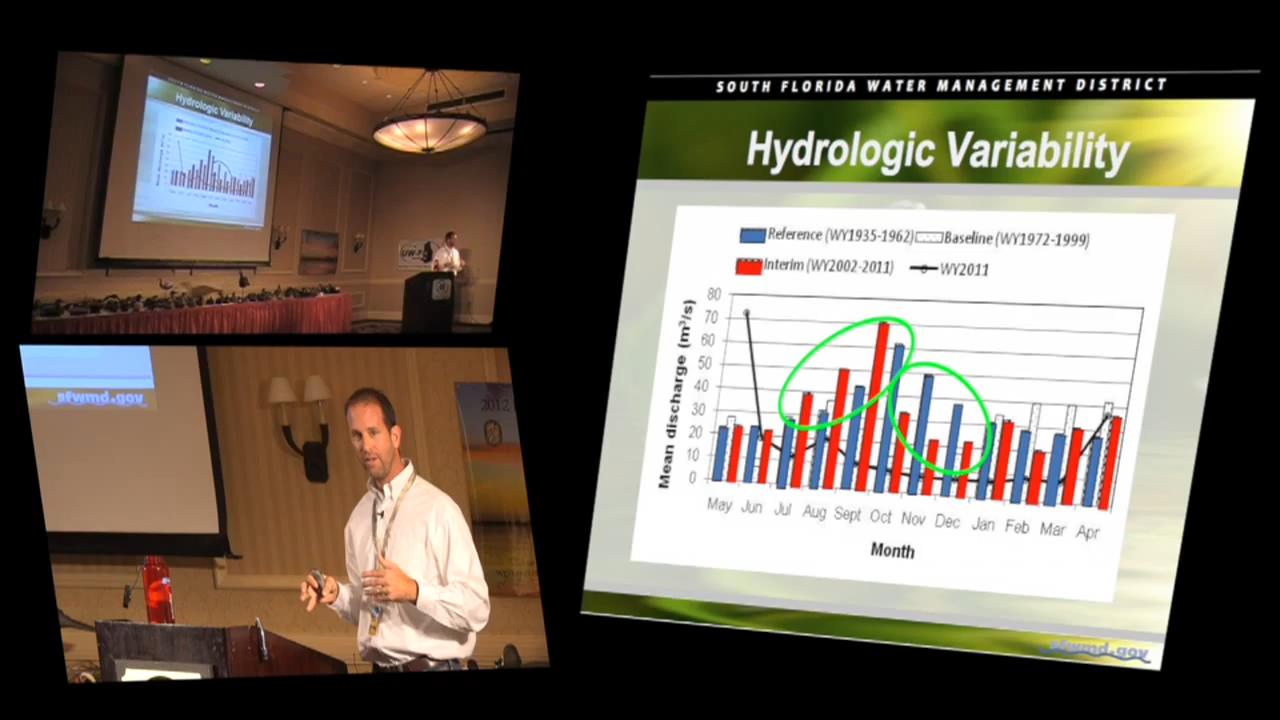 Hydrologic Variability
sfwmd.gov
2012
SOUTH FLORIDA WATER MANAGEMENT DISTRICT
Hydrologic Variability
Reference (WY1935-1962) Baseline (WY1972-1999)
Interim (WY2002-2011) WY2011
Mean discharge (m³/s)
80
70
60
50
40
30
20
10
0
May Jun Jul Aug Sept Oct Nov Dec Jan Feb Mar Apr
Month
sfwmd.gov